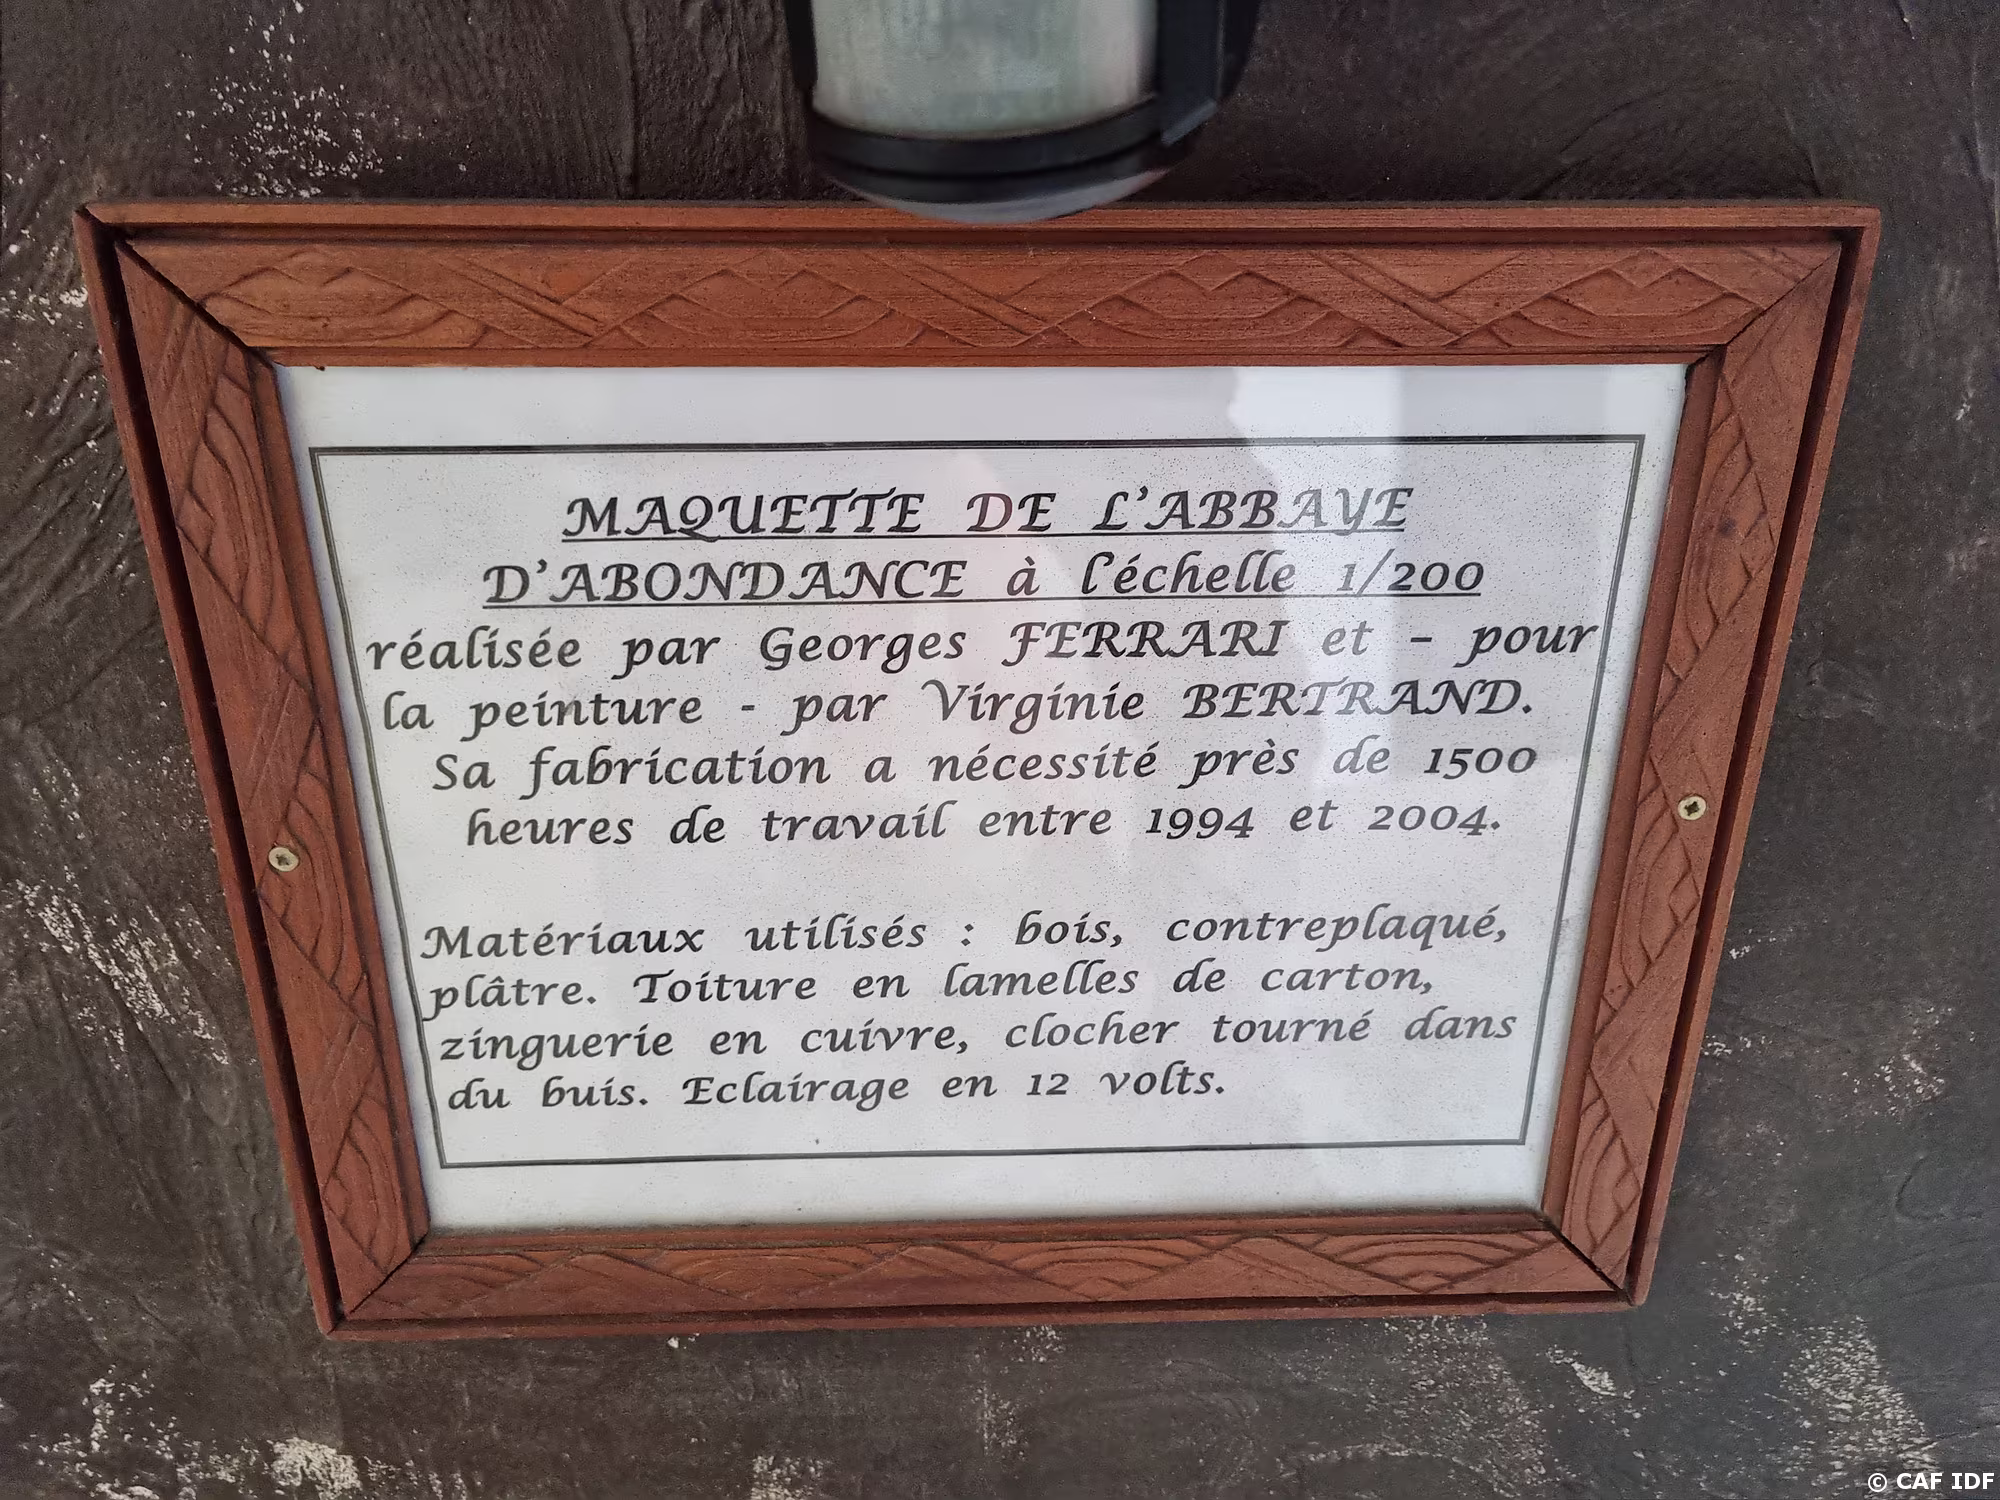 MAQUETTE DE L'ABBAYE
D'ABONDANCE à l'échelle 1/200
réalisée par Georges FERRARI et – pour
la peinture - par Virginie BERTRAND.
Sa fabrication a nécessité près de 1500
heures de travail entre 1994 et 2004.
Matériaux utilisés : bois, contreplaqué,
plâtre. Toiture en lamelles de carton,
zinguerie en cuivre, clocher tourné dans
du buis. Eclairage en 12 volts.
© CAF IDF